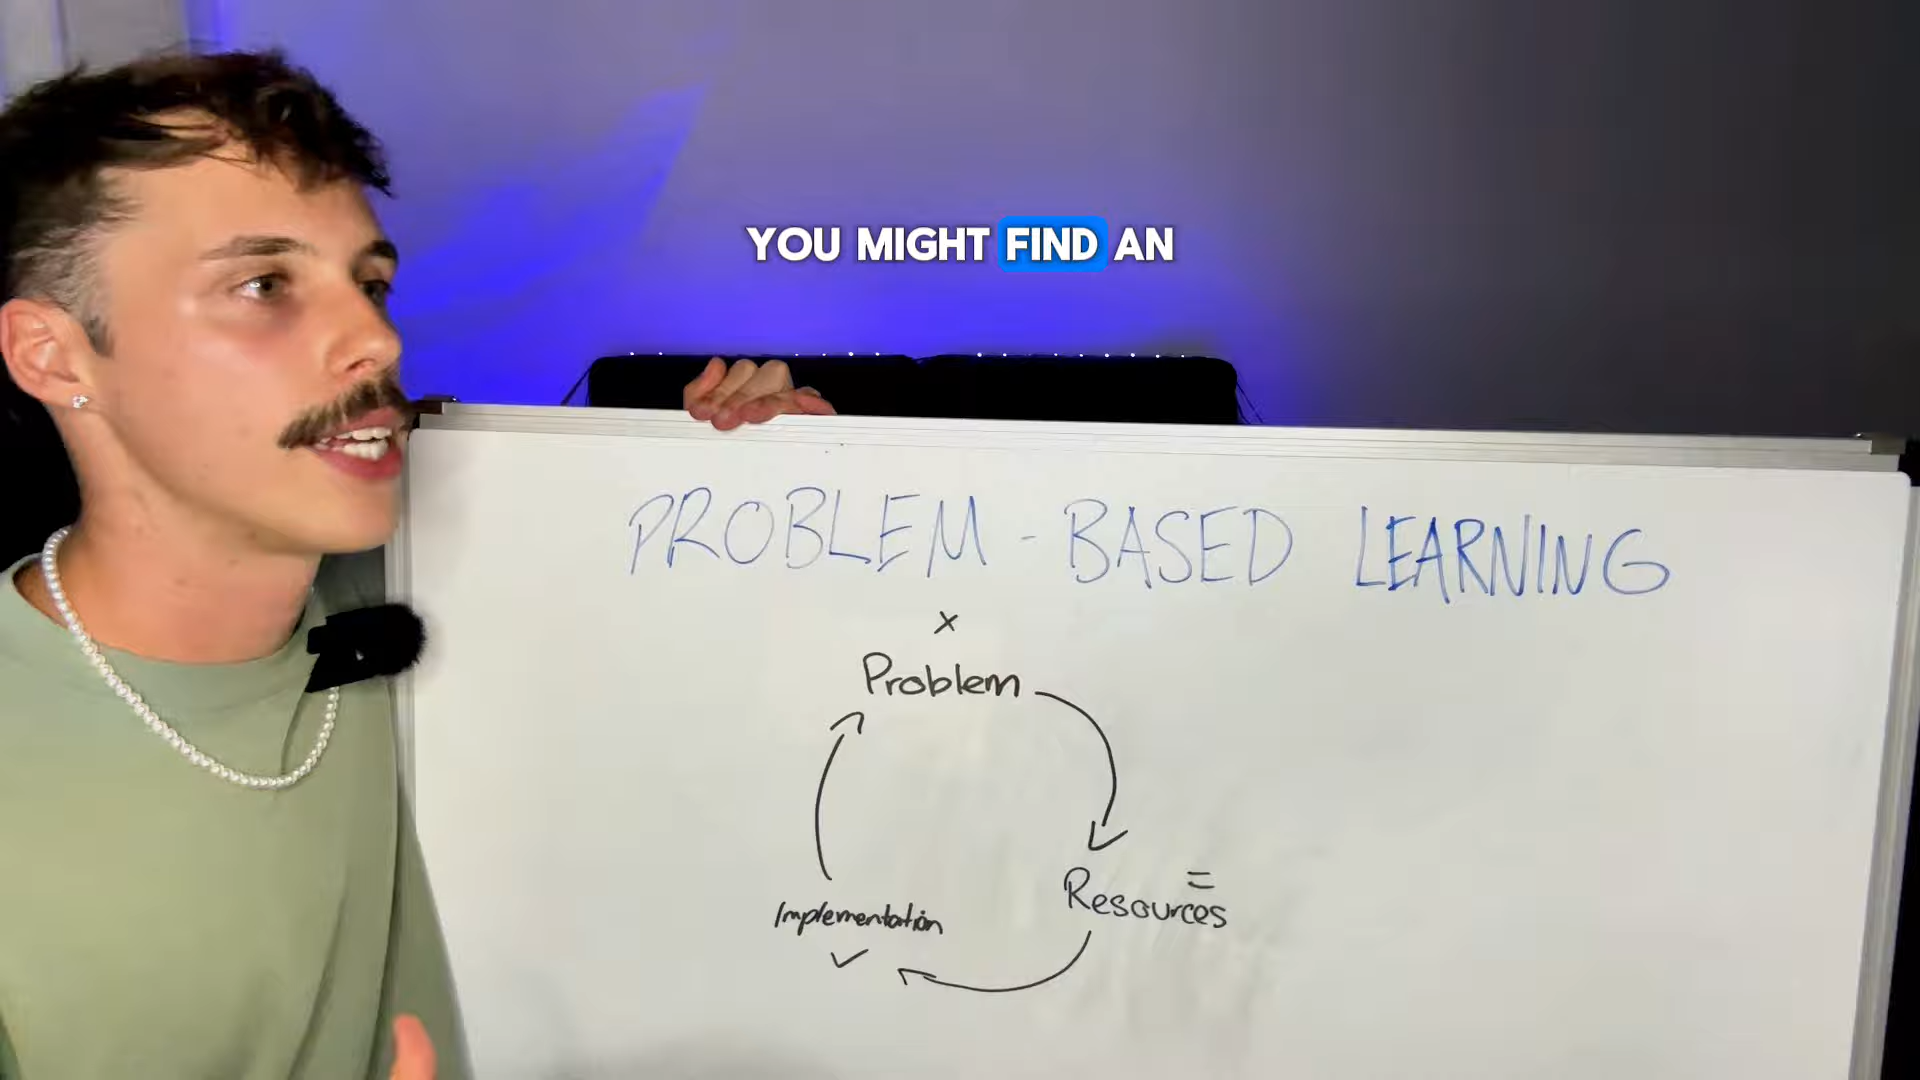 YOU MIGHT FIND AN
PROBLEM - BASED LEARNING
x
Problem
=
Resources
Implementation
✓